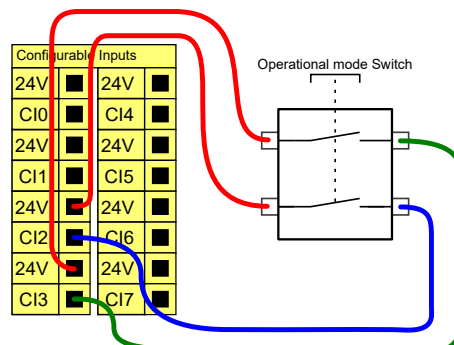 Configurable Inputs
Operational mode Switch
24V 24V
CI0 CI4
24V 24V
CI1 CI5
24V 24V
CI2 CI6
24V 24V
CI3 CI7